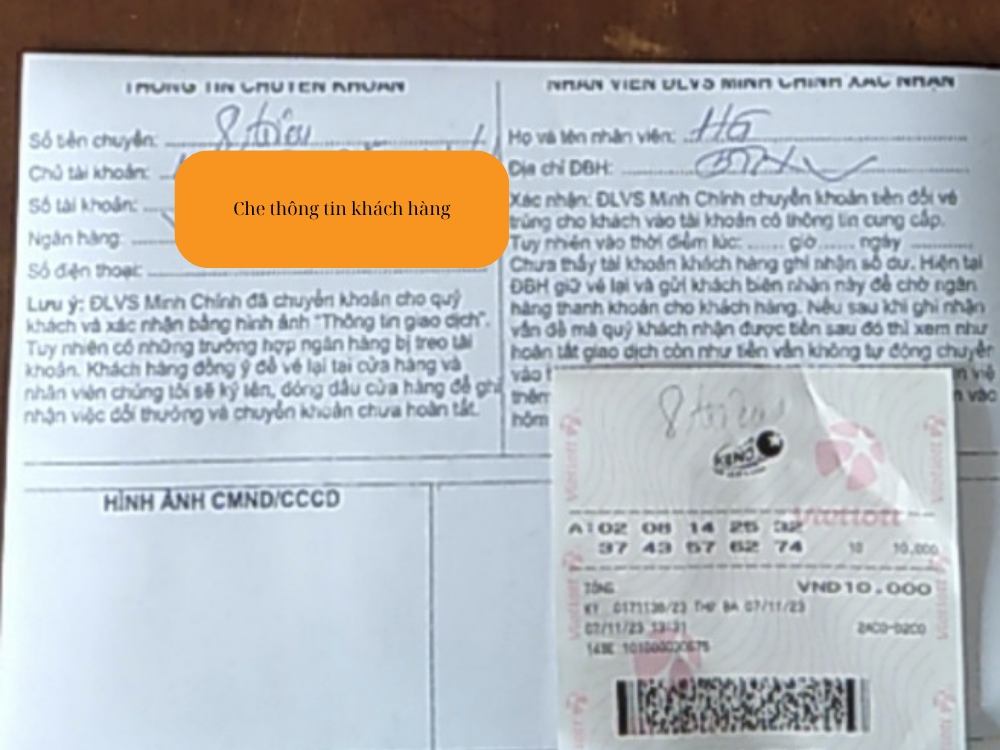 THÔNG TIN CHUYỂN KHOẢN
Số tiền chuyển: 8 triệu
Chủ tài khoản:
Số tài khoản:
Ngân hàng:
Số điện thoại:
Che thông tin khách hàng
Lưu ý: ĐLVS Minh Chính đã chuyển khoản cho quý
khách và xác nhận bằng hình ảnh "Thông tin giao dịch".
Tuy nhiên có những trường hợp ngân hàng bị treo tài
khoản. Khách hàng đồng ý để vé lại tại cửa hàng và
nhân viên chúng tôi sẽ ký lên, đóng dấu cửa hàng để ghi
nhận việc đổi thưởng và chuyển khoản chưa hoàn tất.
NHÂN VIÊN ĐLVS MINH CHÍNH XÁC NHẬN
Họ và tên nhân viên:
Địa chỉ ĐBH:
Xác nhận: ĐLVS Minh Chính chuyển khoản tiền đổi vé
trúng cho khách vào tài khoản có thông tin cung cấp.
Tuy nhiên vào thời điểm lúc: ...... giờ ...... ngày
Chưa thấy tài khoản khách hàng ghi nhận số dư. Hiện tại
ĐBH giữ vé lại và gửi khách biên nhận này để chờ ngân
hàng thanh khoản cho khách hàng. Nếu sau khi ghi nhận
vấn đề mà quý khách nhận được tiền sau đó thì xem như
hoàn tất giao dịch còn như tiền vẫn không tự động chuyển
vào
thêm
hôm
HÌNH ẢNH CMND/CCCD
8 triệu
KENO
Vietlott
A:02 08 14 25 32
37 43 57 62 74 10 10.000
TỔNG VND10.000
KY 0171138/23 THỨ BA 07/11/23
07/11/23 13:31